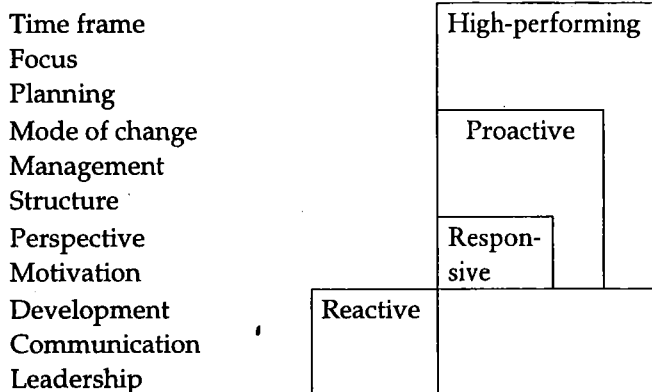 Time frame
Focus
Planning
Mode of change
Management
Structure
Perspective
Motivation
Development
Communication
Leadership
High-performing
Proactive
Respon-
sive
Reactive